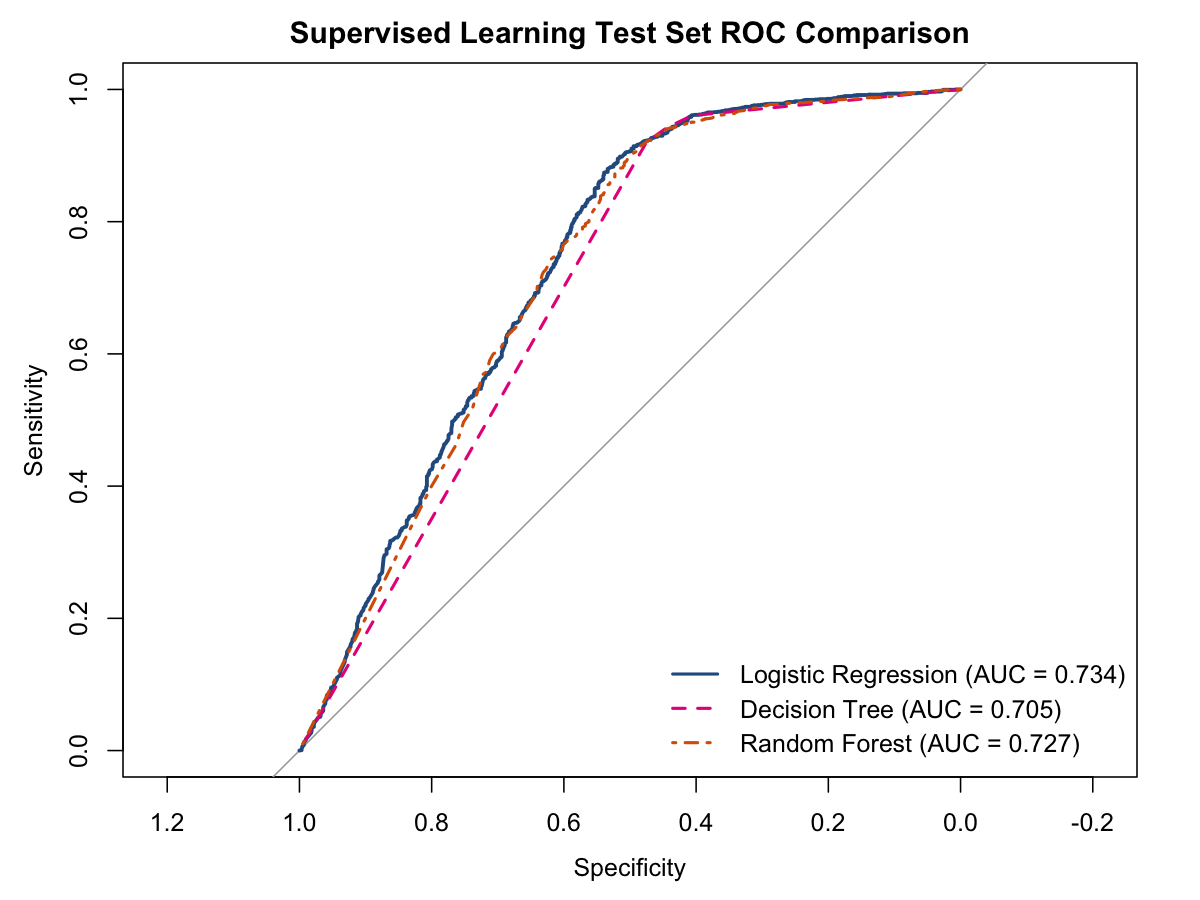 Supervised Learning Test Set ROC Comparison
Sensitivity
1.0
0.8
0.6
0.4
0.2
0.0
Logistic Regression (AUC = 0.734)
Decision Tree (AUC = 0.705)
Random Forest (AUC = 0.727)
1.2 1.0 0.8 0.6 0.4 0.2 0.0 -0.2
Specificity